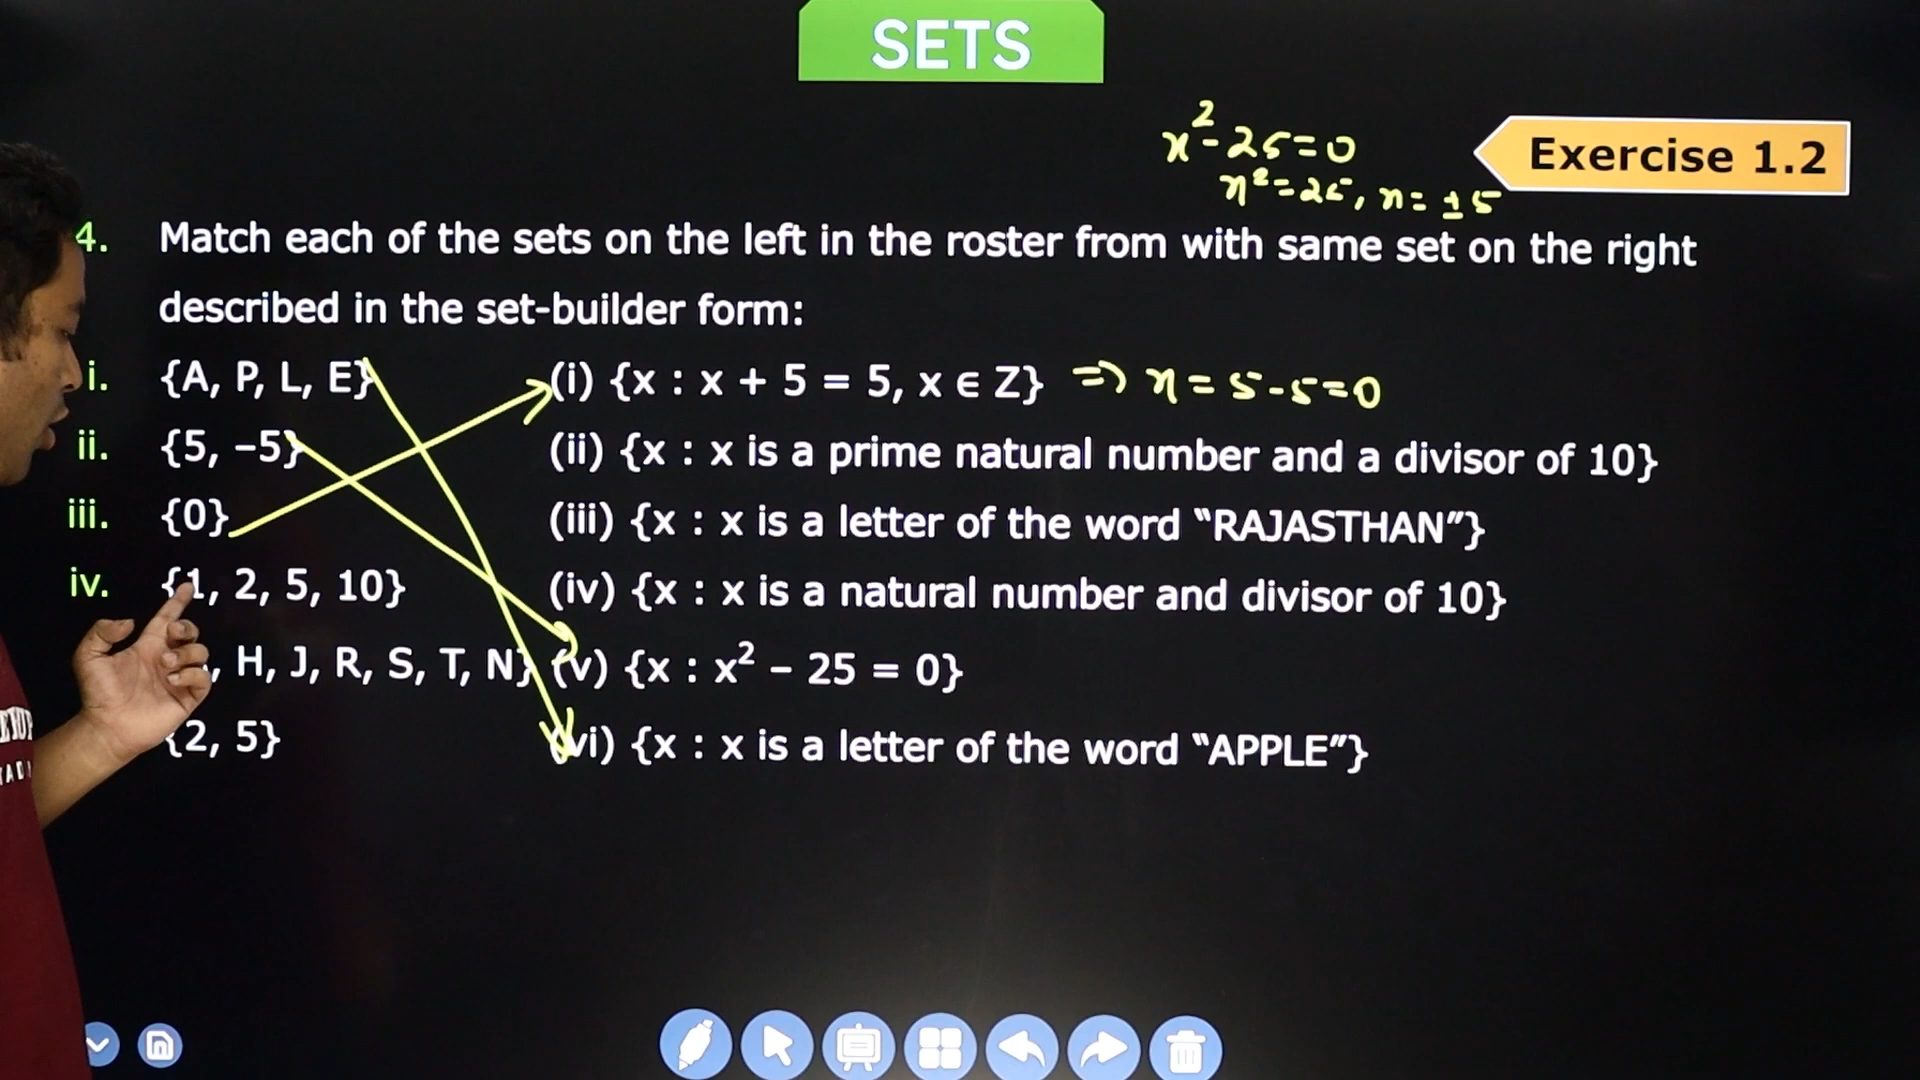 SETS
x² - 25 = 0
Exercise 1.2
x² = 25, x = ± 5
4. Match each of the sets on the left in the roster from with same set on the right
described in the set-builder form:
i. {A, P, L, E} (i) {x : x + 5 = 5, x ∈ Z} => x = 5 - 5 = 0
ii. {5, –5} (ii) {x : x is a prime natural number and a divisor of 10}
iii. {0} (iii) {x : x is a letter of the word “RAJASTHAN”}
iv. {1, 2, 5, 10} (iv) {x : x is a natural number and divisor of 10}
, H, J, R, S, T, N} (v) {x : x² – 25 = 0}
{2, 5} (vi) {x : x is a letter of the word “APPLE”}